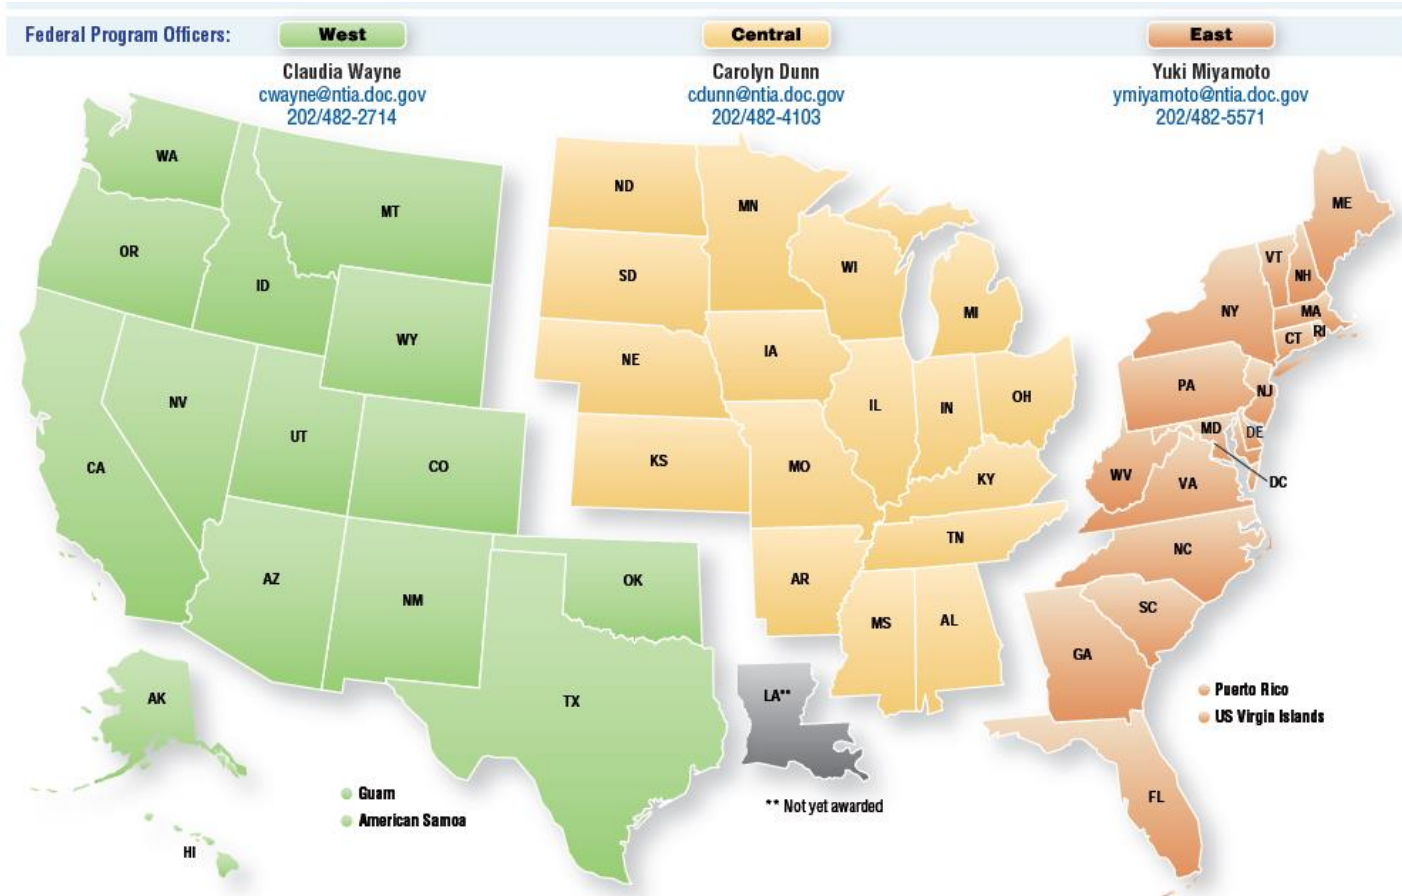 Federal Program Officers:
West
Central
East
Claudia Wayne
cwayne@ntia.doc.gov
202/482-2714
Carolyn Dunn
cdunn@ntia.doc.gov
202/482-4103
Yuki Miyamoto
ymiyamoto@ntia.doc.gov
202/482-5571
WA
MT
OR
ID
WY
NV
UT
CA
CO
AZ
NM
OK
TX
AK
HI
Guam
American Samoa
ND
MN
SD
WI
MI
NE
IA
IL
IN
OH
KS
MO
KY
TN
AR
MS
AL
LA**
** Not yet awarded
ME
VT
NH
NY
MA
CT
RI
PA
NJ
MD
DE
WV
VA
DC
NC
SC
GA
FL
Puerto Rico
US Virgin Islands